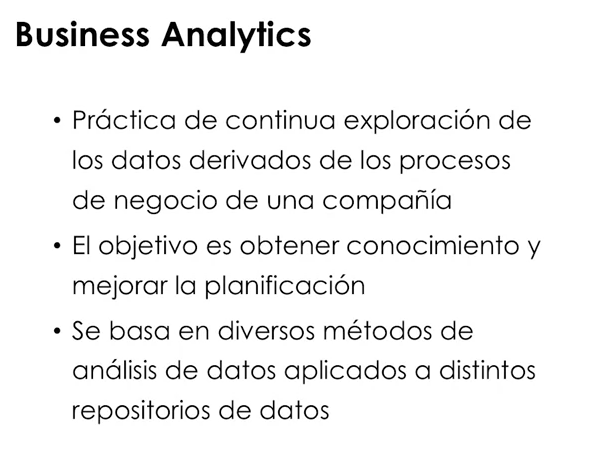 Business Analytics
• Práctica de continua exploración de
los datos derivados de los procesos
de negocio de una compañía
• El objetivo es obtener conocimiento y
mejorar la planificación
• Se basa en diversos métodos de
análisis de datos aplicados a distintos
repositorios de datos